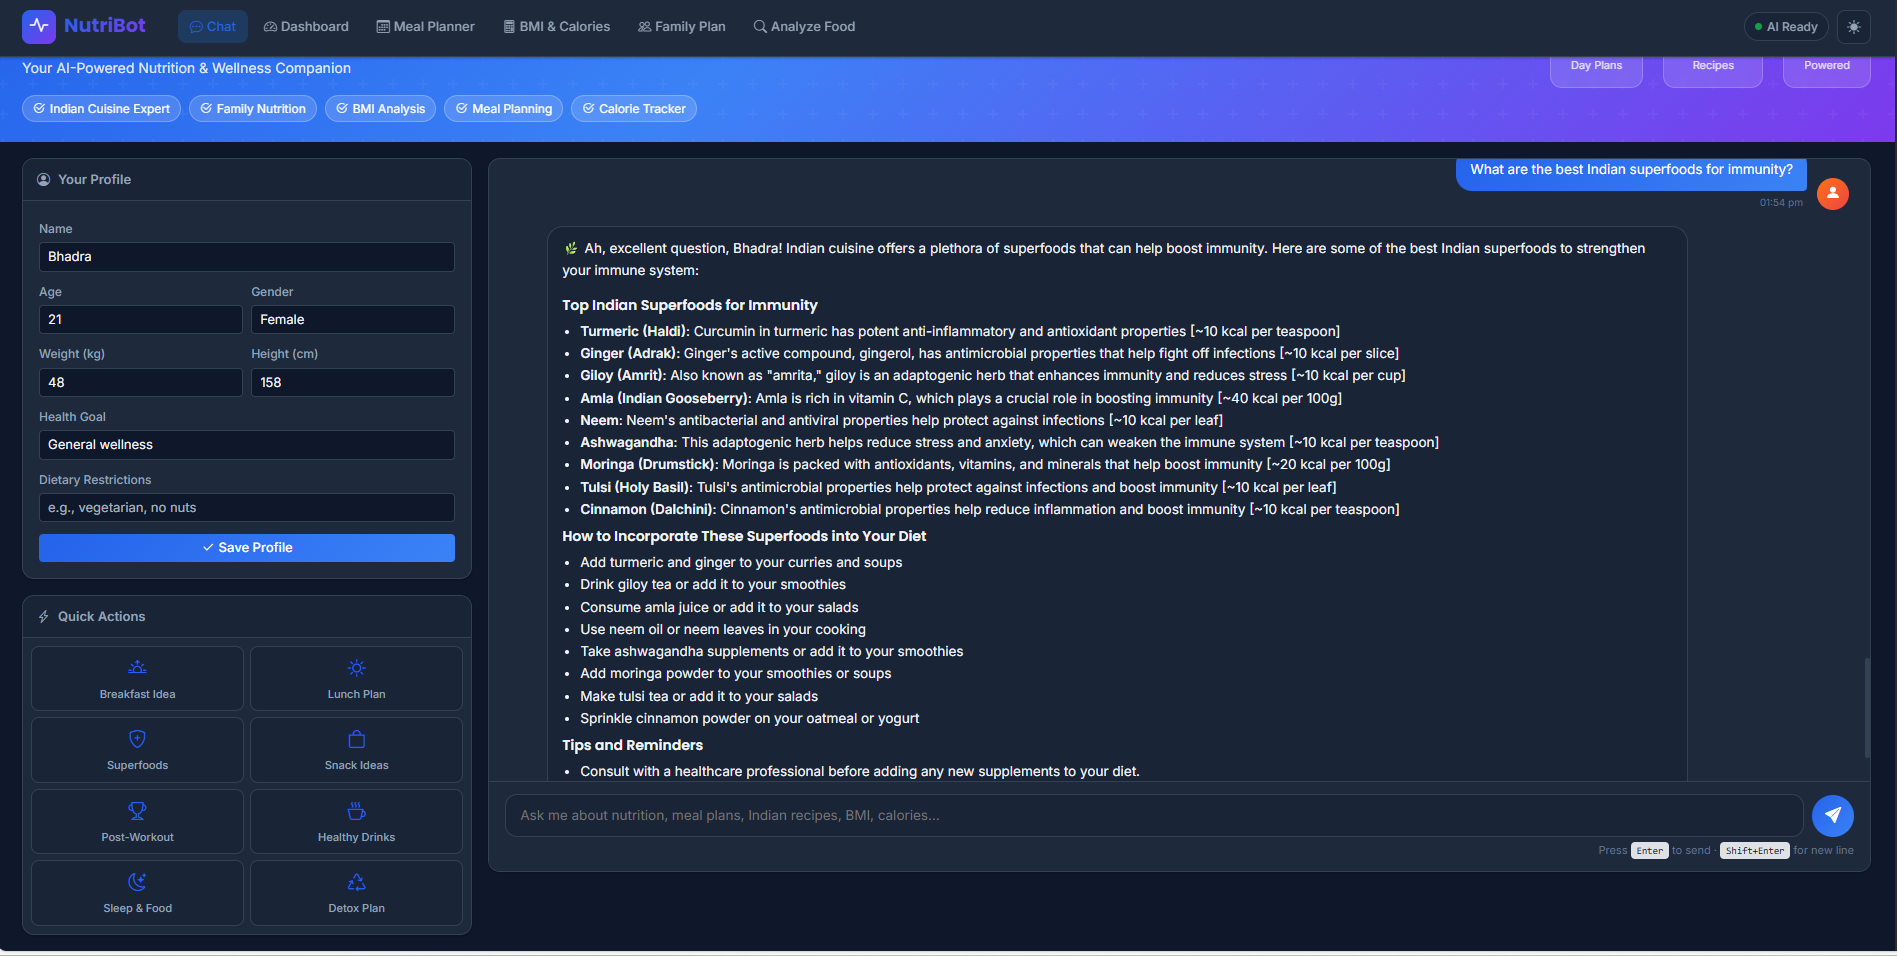 NutriBot
Chat
Dashboard
Meal Planner
BMI & Calories
Family Plan
Analyze Food
AI Ready
Your AI-Powered Nutrition & Wellness Companion
Day Plans
Recipes
Powered
Indian Cuisine Expert
Family Nutrition
BMI Analysis
Meal Planning
Calorie Tracker
Your Profile
Name
Bhadra
Age
Gender
21
Female
Weight (kg)
Height (cm)
48
158
Health Goal
General wellness
Dietary Restrictions
e.g., vegetarian, no nuts
Save Profile
Quick Actions
Breakfast Idea
Lunch Plan
Superfoods
Snack Ideas
Post-Workout
Healthy Drinks
Sleep & Food
Detox Plan
What are the best Indian superfoods for immunity?
01:54 pm
🌿 Ah, excellent question, Bhadra! Indian cuisine offers a plethora of superfoods that can help boost immunity. Here are some of the best Indian superfoods to strengthen
your immune system:
Top Indian Superfoods for Immunity
• Turmeric (Haldi): Curcumin in turmeric has potent anti-inflammatory and antioxidant properties [~10 kcal per teaspoon]
• Ginger (Adrak): Ginger's active compound, gingerol, has antimicrobial properties that help fight off infections [~10 kcal per slice]
• Giloy (Amrit): Also known as "amrita," giloy is an adaptogenic herb that enhances immunity and reduces stress [~10 kcal per cup]
• Amla (Indian Gooseberry): Amla is rich in vitamin C, which plays a crucial role in boosting immunity [~40 kcal per 100g]
• Neem: Neem's antibacterial and antiviral properties help protect against infections [~10 kcal per leaf]
• Ashwagandha: This adaptogenic herb helps reduce stress and anxiety, which can weaken the immune system [~10 kcal per teaspoon]
• Moringa (Drumstick): Moringa is packed with antioxidants, vitamins, and minerals that help boost immunity [~20 kcal per 100g]
• Tulsi (Holy Basil): Tulsi's antimicrobial properties help protect against infections and boost immunity [~10 kcal per leaf]
• Cinnamon (Dalchini): Cinnamon's antimicrobial properties help reduce inflammation and boost immunity [~10 kcal per teaspoon]
How to Incorporate These Superfoods into Your Diet
• Add turmeric and ginger to your curries and soups
• Drink giloy tea or add it to your smoothies
• Consume amla juice or add it to your salads
• Use neem oil or neem leaves in your cooking
• Take ashwagandha supplements or add it to your smoothies
• Add moringa powder to your smoothies or soups
• Make tulsi tea or add it to your salads
• Sprinkle cinnamon powder on your oatmeal or yogurt
Tips and Reminders
• Consult with a healthcare professional before adding any new supplements to your diet.
Ask me about nutrition, meal plans, Indian recipes, BMI, calories...
Press Enter to send · Shift+Enter for new line